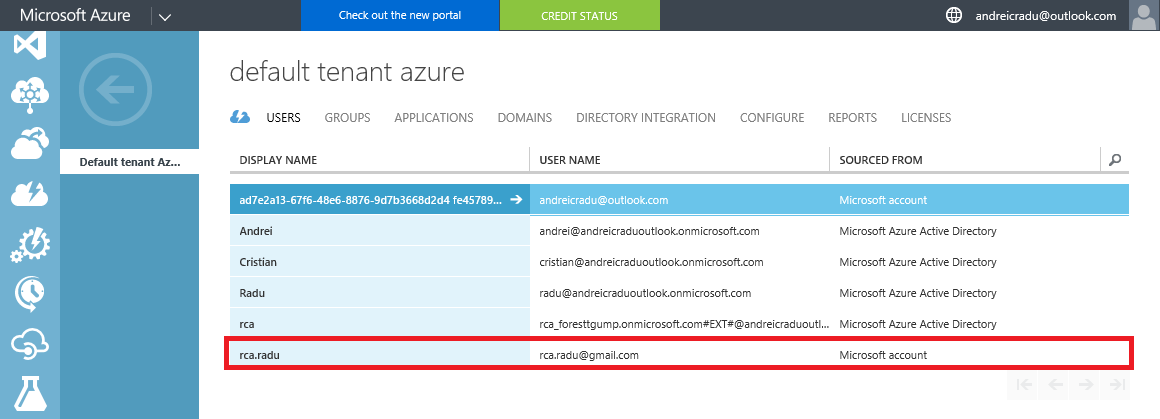 Microsoft Azure Check out the new portal CREDIT STATUS andreicradu@outlook.com
default tenant azure
USERS GROUPS APPLICATIONS DOMAINS DIRECTORY INTEGRATION CONFIGURE REPORTS LICENSES
Default tenant Az...
DISPLAY NAME USER NAME SOURCED FROM
ad7e2a13-67f6-48e6-8876-9d7b3668d2d4 fe45789... andreicradu@outlook.com Microsoft account
Andrei andrei@andreicraduoutlook.onmicrosoft.com Microsoft Azure Active Directory
Cristian cristian@andreicraduoutlook.onmicrosoft.com Microsoft Azure Active Directory
Radu radu@andreicraduoutlook.onmicrosoft.com Microsoft Azure Active Directory
rca rca_foresttgump.onmicrosoft.com#EXT#@andreicraduoutl... Microsoft Azure Active Directory
rca.radu rca.radu@gmail.com Microsoft account